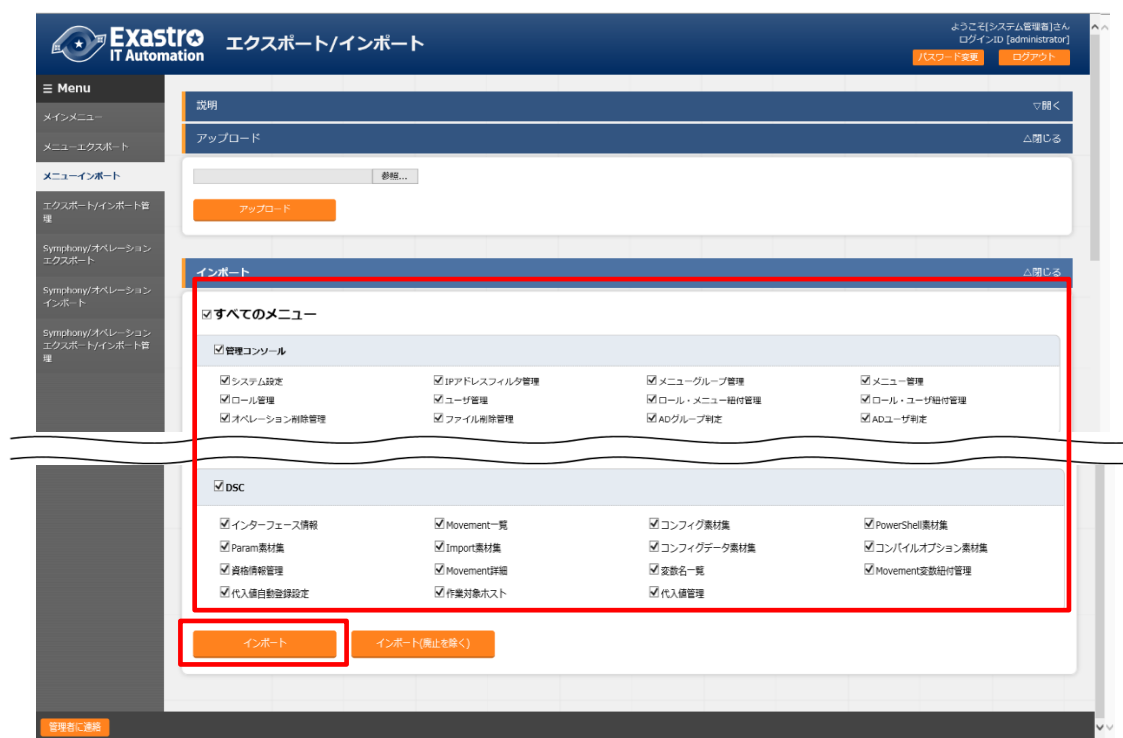 Exastro
IT Automation
エクスポート/インポート
ようこそ[システム管理者]さん
ログインID [administrator]
パスワード変更
ログアウト
☰ Menu
メインメニュー
メニューエクスポート
メニューインポート
エクスポート/インポート管
理
Symphony/オペレーション
エクスポート
Symphony/オペレーション
インポート
Symphony/オペレーション
エクスポート/インポート管
理
説明 ▽開く
アップロード △閉じる
参照...
アップロード
インポート △閉じる
すべてのメニュー
管理コンソール
システム設定 IPアドレスフィルタ管理 メニューグループ管理 メニュー管理
ロール管理 ユーザ管理 ロール・メニュー紐付管理 ロール・ユーザ紐付管理
オペレーション削除管理 ファイル削除管理 ADグループ判定 ADユーザ判定
DSC
インターフェース情報 Movement一覧 コンフィグ素材集 PowerShell素材集
Param素材集 Import素材集 コンフィグデータ素材集 コンパイルオプション素材集
資格情報管理 Movement詳細 変数名一覧 Movement変数紐付管理
代入値自動登録設定 作業対象ホスト 代入値管理
インポート インポート(廃止を除く)
管理者に連絡